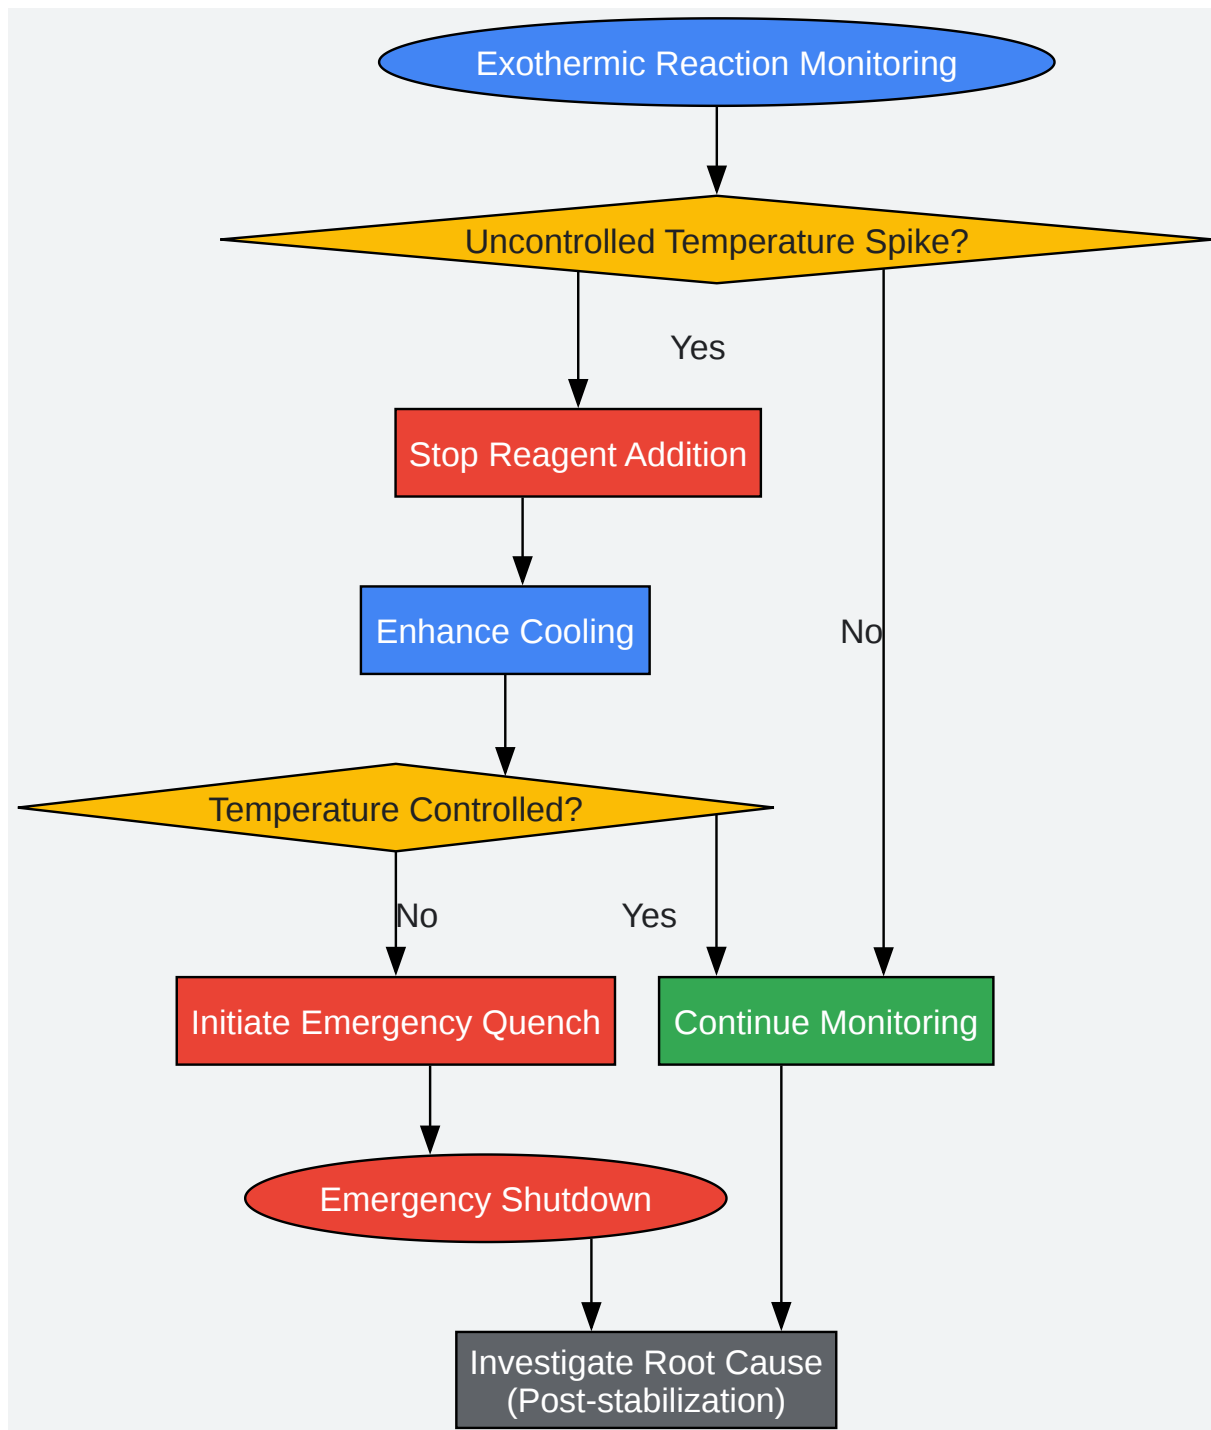 Exothermic Reaction Monitoring
Uncontrolled Temperature Spike?
Yes
Stop Reagent Addition
Enhance Cooling
No
Temperature Controlled?
No
Yes
Initiate Emergency Quench
Continue Monitoring
Emergency Shutdown
Investigate Root Cause
(Post-stabilization)